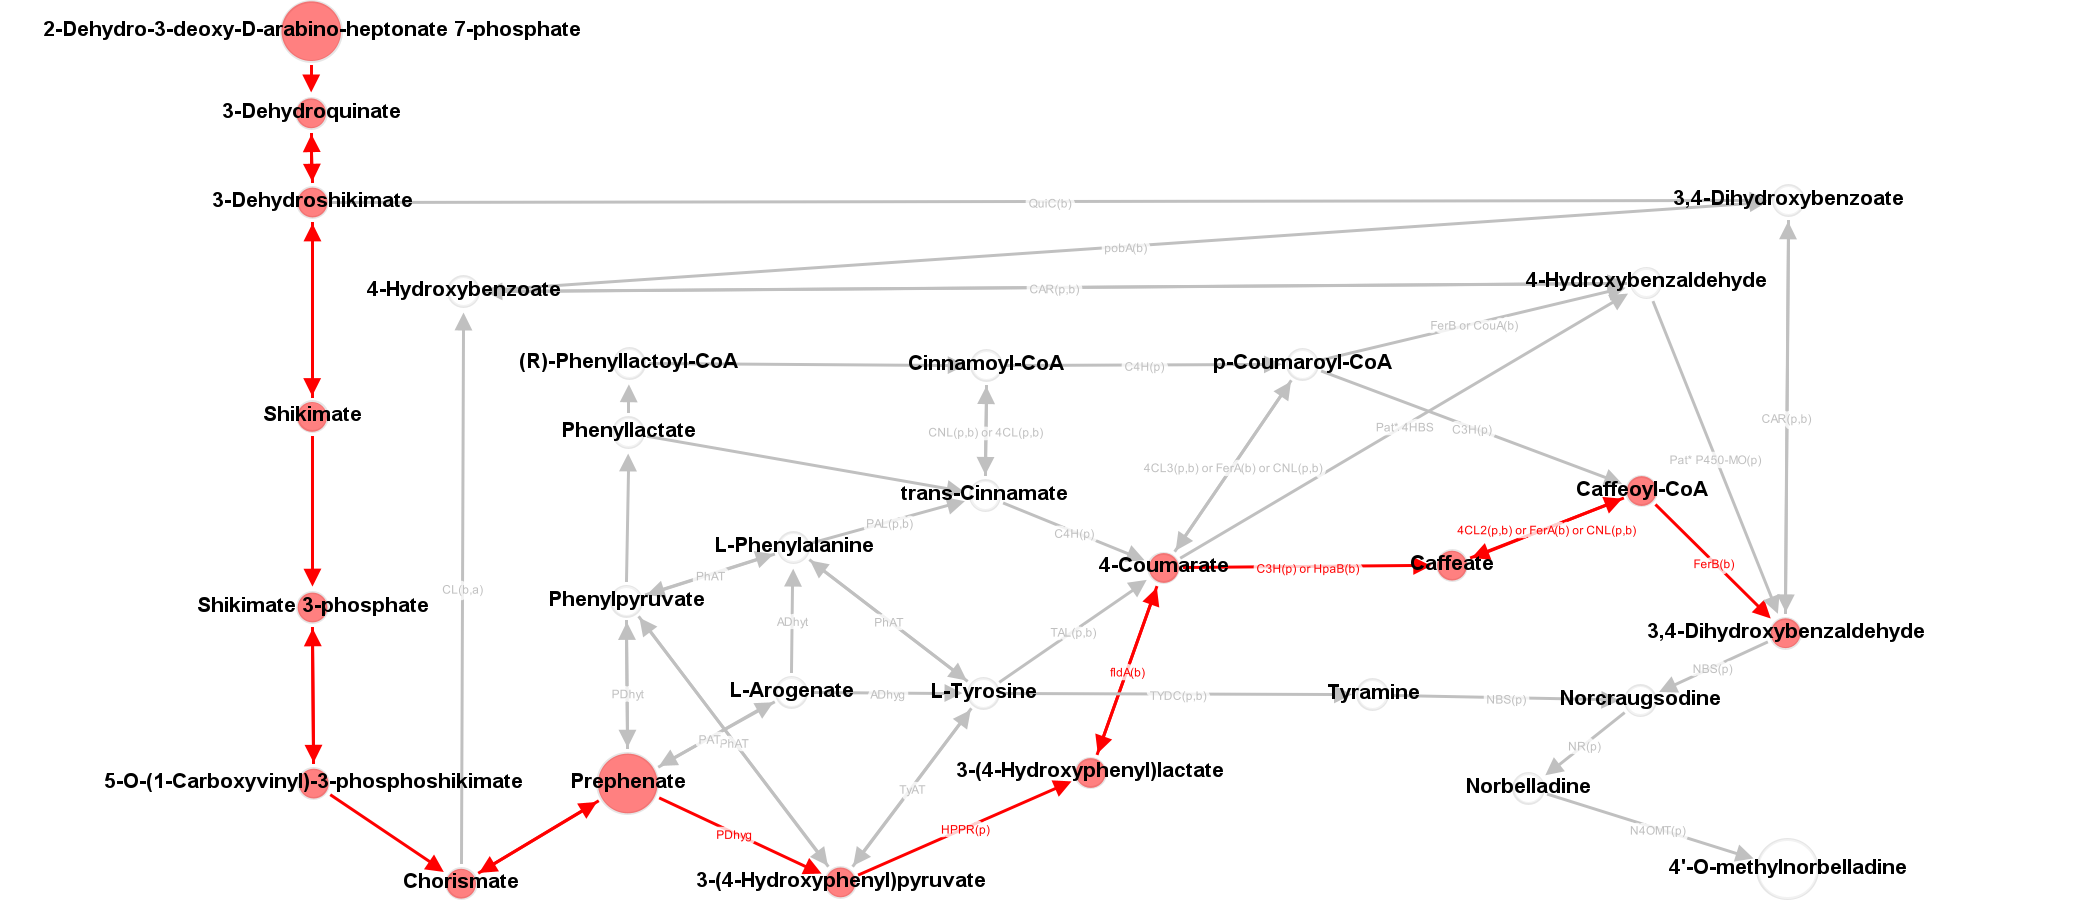 2-Dehydro-3-deoxy-D-arabino-heptonate 7-phosphate
3-Dehydroquinate
3-Dehydroshikimate
QuiC(b)
3,4-Dihydroxybenzoate
pobA(b)
4-Hydroxybenzoate
CAR(p,b)
4-Hydroxybenzaldehyde
FerB or CouA(b)
(R)-Phenyllactoyl-CoA
Cinnamoyl-CoA
C4H(p)
p-Coumaroyl-CoA
Shikimate
Phenyllactate
CNL(p,b) or 4CL(p,b)
Pat* 4HBS
C3H(p)
CAR(p,b)
4CL3(p,b) or FerA(b) or CNL(p,b)
Pat* P450-MO(p)
trans-Cinnamate
Caffeoyl-CoA
PAL(p,b)
C4H(p)
4CL2(p,b) or FerA(b) or CNL(p,b)
L-Phenylalanine
4-Coumarate
C3H(p) or HpaB(b)
Caffeate
FerB(b)
PhAT
CL(b,a)
Shikimate 3-phosphate
Phenylpyruvate
ADhyt
PhAT
TAL(p,b)
3,4-Dihydroxybenzaldehyde
fldA(b)
NBS(p)
PDhyt
L-Arogenate
ADhyg
L-Tyrosine
TYDC(p,b)
Tyramine
NBS(p)
Norcraugsodine
PAT
PhAT
NR(p)
5-O-(1-Carboxyvinyl)-3-phosphoshikimate
Prephenate
TyAT
3-(4-Hydroxyphenyl)lactate
Norbelladine
PDhyg
HPPR(p)
N4OMT(p)
Chorismate
3-(4-Hydroxyphenyl)pyruvate
4'-O-methylnorbelladine